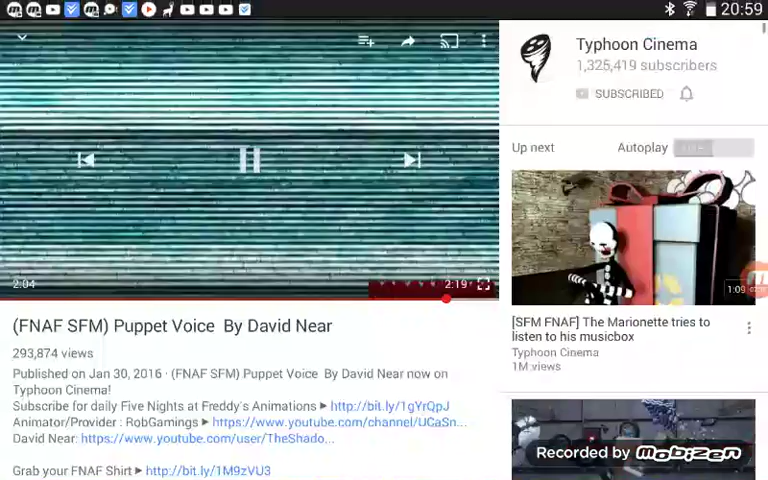 20:59
Typhoon Cinema
1,325,419 subscribers
SUBSCRIBED
Up next
Autoplay
2:04
2:19
1:09
(FNAF SFM) Puppet Voice  By David Near
293,874 views
Published on Jan 30, 2016 · (FNAF SFM) Puppet Voice  By David Near now on
Typhoon Cinema!
Subscribe for daily Five Nights at Freddy's Animations ► http://bit.ly/1gYrQpJ
Animator/Provider : RobGamings ► https://www.youtube.com/channel/UCaSn...
David Near: https://www.youtube.com/user/TheShado...
Grab your FNAF Shirt ► http://bit.ly/1M9zVU3
[SFM FNAF] The Marionette tries to
listen to his musicbox
Typhoon Cinema
1M views
Recorded by mobizen